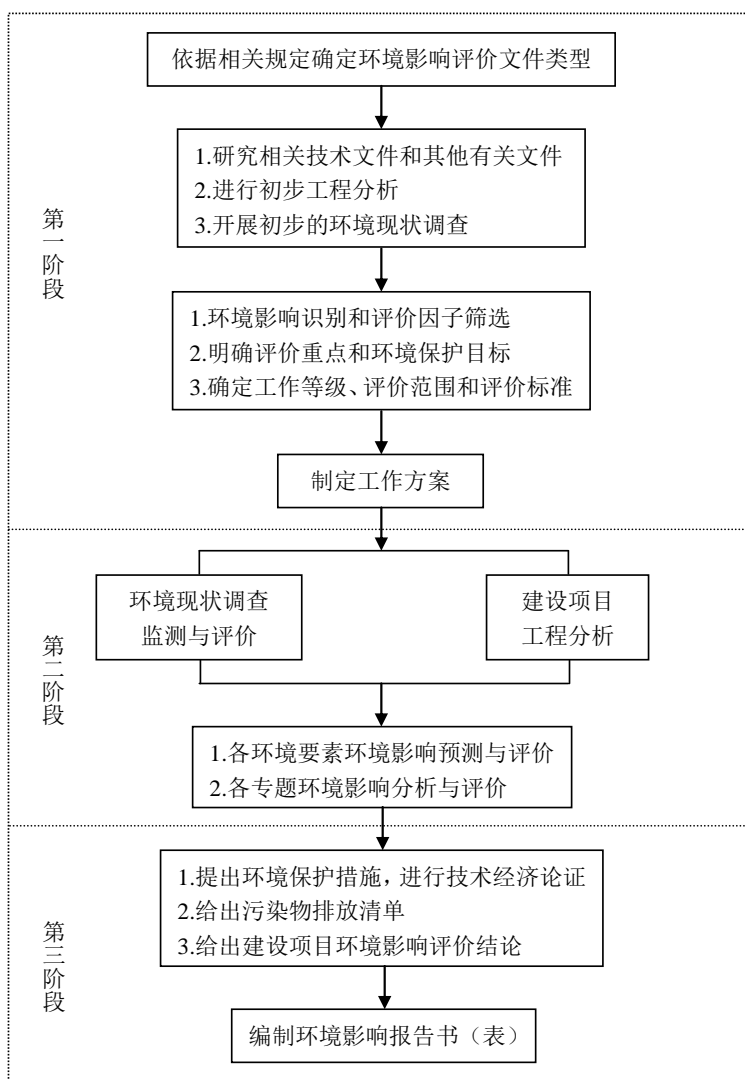 依据相关规定确定环境影响评价文件类型
1.研究相关技术文件和其他有关文件
2.进行初步工程分析
3.开展初步的环境现状调查
第一阶段
1.环境影响识别和评价因子筛选
2.明确评价重点和环境保护目标
3.确定工作等级、评价范围和评价标准
制定工作方案
第二阶段
环境现状调查
监测与评价
建设项目
工程分析
1.各环境要素环境影响预测与评价
2.各专题环境影响分析与评价
第三阶段
1.提出环境保护措施，进行技术经济论证
2.给出污染物排放清单
3.给出建设项目环境影响评价结论
编制环境影响报告书（表）